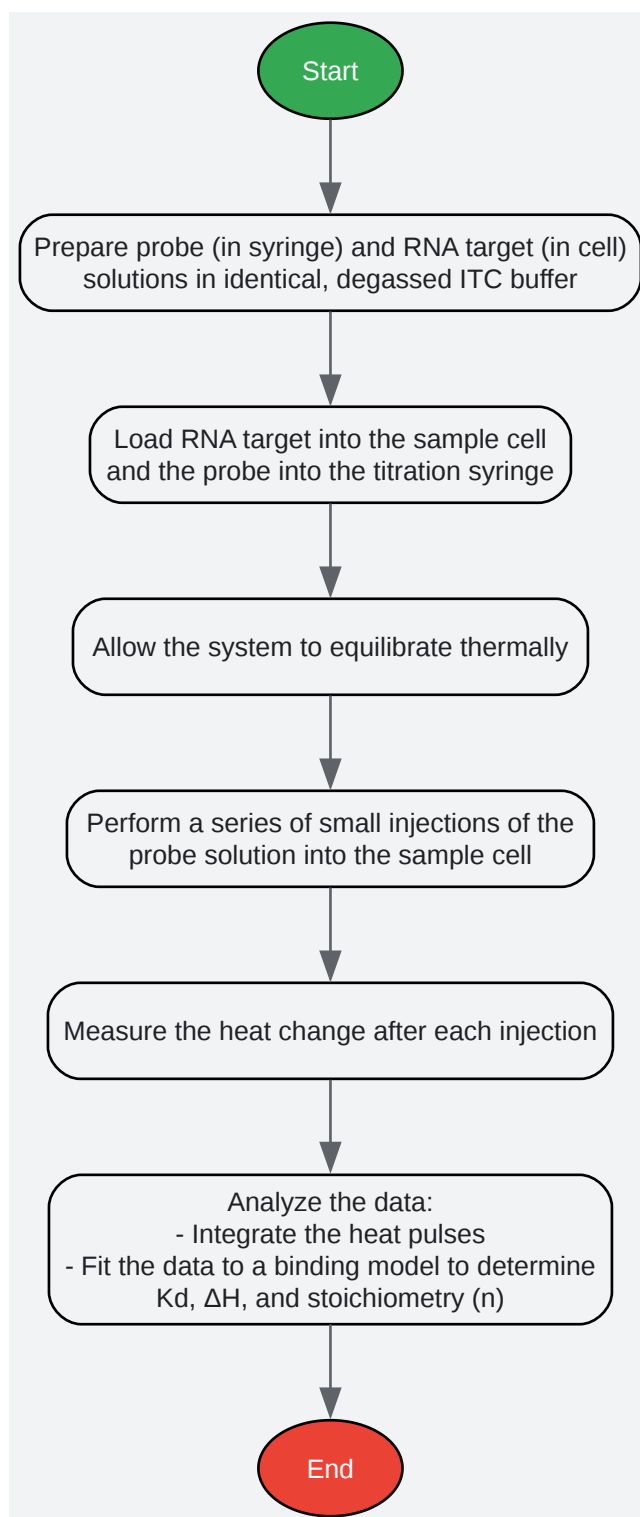 Start
Prepare probe (in syringe) and RNA target (in cell)
solutions in identical, degassed ITC buffer
Load RNA target into the sample cell
and the probe into the titration syringe
Allow the system to equilibrate thermally
Perform a series of small injections of the
probe solution into the sample cell
Measure the heat change after each injection
Analyze the data:
- Integrate the heat pulses
- Fit the data to a binding model to determine
Kd, ΔH, and stoichiometry (n)
End